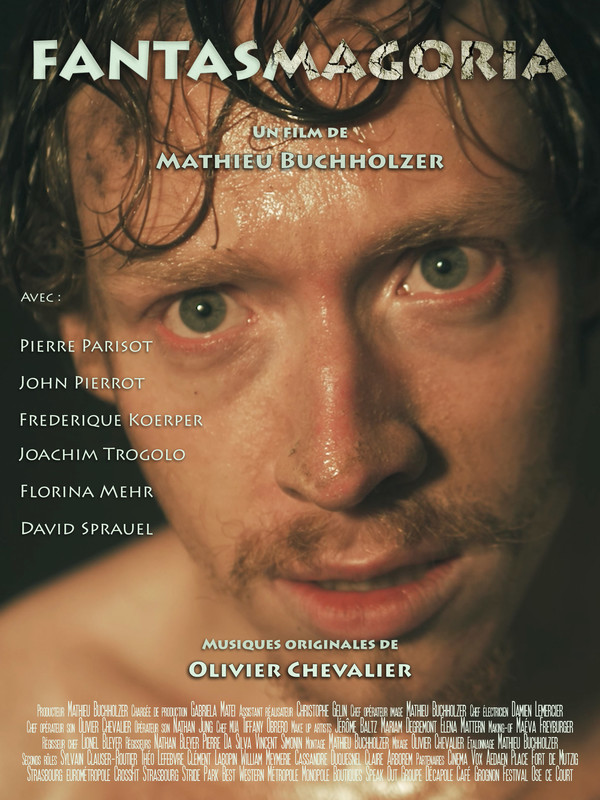 FANTASMAGORIA
UN FILM DE
MATHIEU BUCHHOLZER
AVEC :
PIERRE PARISOT
JOHN PIERROT
FREDERIQUE KOERPER
JOACHIM TROGOLO
FLORINA MEHR
DAVID SPRAUEL
MUSIQUES ORIGINALES DE
OLIVIER CHEVALIER
PRODUCTEUR MATHIEU BUCHHOLZER CHARGÉE DE PRODUCTION GABRIELA MATEI ASSISTANT RÉALISATEUR CHRISTOPHE GELIN CHEF OPÉRATEUR IMAGE MATHIEU BUCHHOLZER CHEF ÉLECTRICIEN DAMIEN LEMERCIER
CHEF OPÉRATEUR SON OLIVIER CHEVALIER OPÉRATEUR SON NATHAN JUNG CHEF MUA TIFFANY UBRERO MAKE UP ARTISTS JÉRÔME BALTZ MARIAM DEGREMONT ELENA MATTERN MAKING-OF MAËVA FREYBURGER
RÉGISSEUR CHEF LIONEL BLEYER RÉGISSEURS NATHAN BLEYER PIERRE DA SILVA VINCENT SIMONIN MONTAGE MATHIEU BUCHHOLZER MIXAGE OLIVIER CHEVALIER ÉTALONNAGE MATHIEU BUCHHOLZER
SECONDS RÔLES SYLVAIN CLAUSER-ROUTIER THÉO LEFEBVRE CLÉMENT LABOPIN WILLIAM MEYMERIE CASSANDRE DUQUESNEL CLAIRE ARBOREM PARTENAIRES CINEMA VOX AEDAEN PLACE FORT DE MUTZIG
STRASBOURG EUROMÉTROPOLE CROSSFIT STRASBOURG STRIDE PARK BEST WESTERN MÉTROPOLE MONOPOLE BOUTIQUES SPEAK OUT GROUPE DÉCAPOLE CAFÉ GROGNON FESTIVAL OSE CE COURT